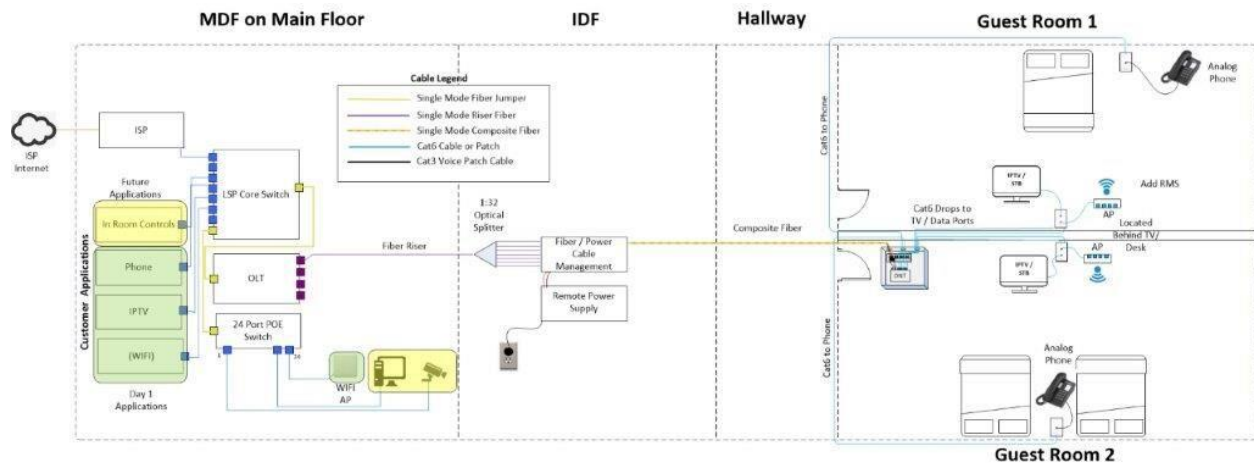 MDF on Main Floor
IDF
Hallway
Guest Room 1
Cable Legend
Single Mode Fiber Jumper
Single Mode Riser Fiber
Single Mode Composite Fiber
Cat6 Cable or Patch
Cat3 Voice Patch Cable
ISP
Internet
ISP
LSP Core Switch
Future
Applications
In Room Controls
Customer Applications
Phone
IPTV
(WIFI)
Day 1
Applications
OLT
24 Port POE
Switch
1
24
WIFI
AP
Fiber Riser
1:32
Optical
Splitter
Fiber / Power
Cable
Management
Remote Power
Supply
Composite Fiber
Cat6 to Phone
Cat6 to Phone
Analog
Phone
IPTV /
STB
Add RMS
AP
Cat6 Drops to
TV / Data Ports
Located
Behind TV/
Desk
AP
ONT
IPTV /
STB
Analog
Phone
Guest Room 2